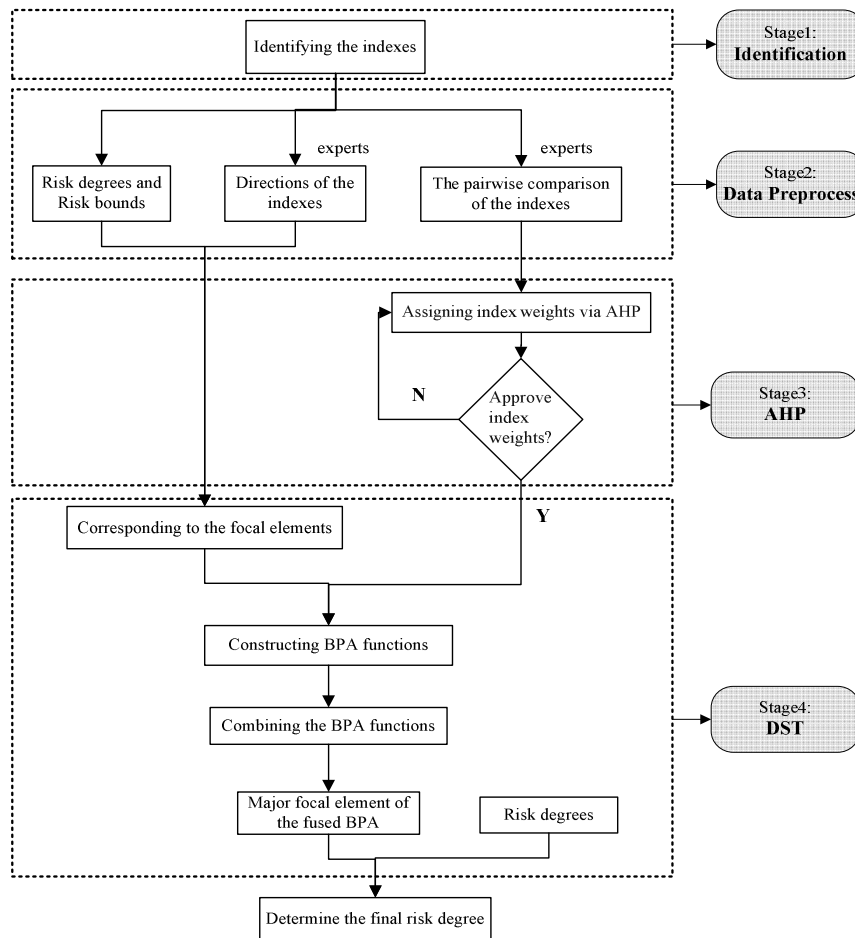 Identifying the indexes
Stage1:
Identification
experts
experts
Risk degrees and
Risk bounds
Directions of the
indexes
The pairwise comparison
of the indexes
Stage2:
Data Preprocess
Assigning index weights via AHP
N
Approve
index
weights?
Stage3:
AHP
Y
Corresponding to the focal elements
Constructing BPA functions
Combining the BPA functions
Stage4:
DST
Major focal element of
the fused BPA
Risk degrees
Determine the final risk degree